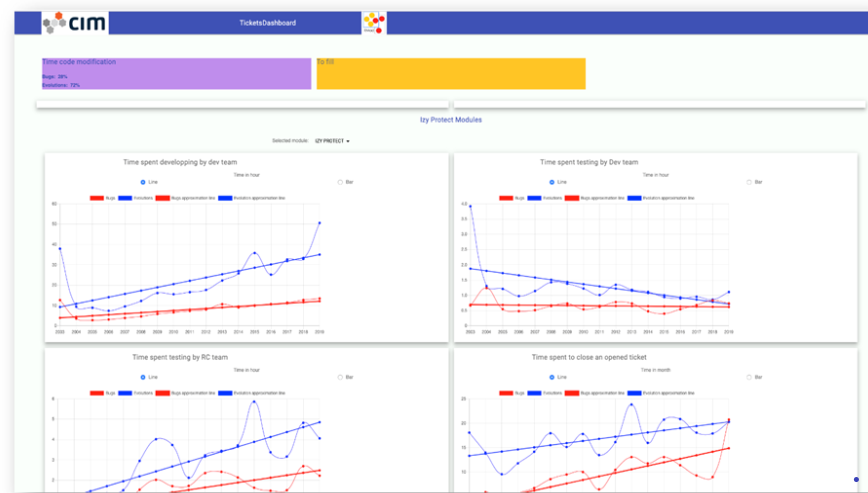 CIM
TicketsDashboard
Time code modification
To fill
Bugs: 28%
Evolutions: 72%
Izy Protect Modules
Selected module: IZY PROTECT
Time spent developping by dev team
Time in hour
Line
Bar
Bugs Evolutions Bugs approximation line Evolution approximation line
60
50
40
30
20
10
0
2003 2004 2005 2006 2007 2008 2009 2010 2011 2012 2013 2014 2015 2016 2017 2018 2019
Time spent testing by Dev team
Time in hour
Line
Bar
Bugs Evolutions Bugs approximation line Evolution approximation line
4.0
3.5
3.0
2.5
2.0
1.5
1.0
0.5
0
2003 2004 2005 2006 2007 2008 2009 2010 2011 2012 2013 2014 2015 2016 2017 2018 2019
Time spent testing by RC team
Time in hour
Line
Bar
Bugs Evolutions Bugs approximation line Evolution approximation line
8
6
4
2
Time spent to close an opened ticket
Time in month
Line
Bar
Bugs Evolutions Bugs approximation line Evolution approximation line
25
20
15
10